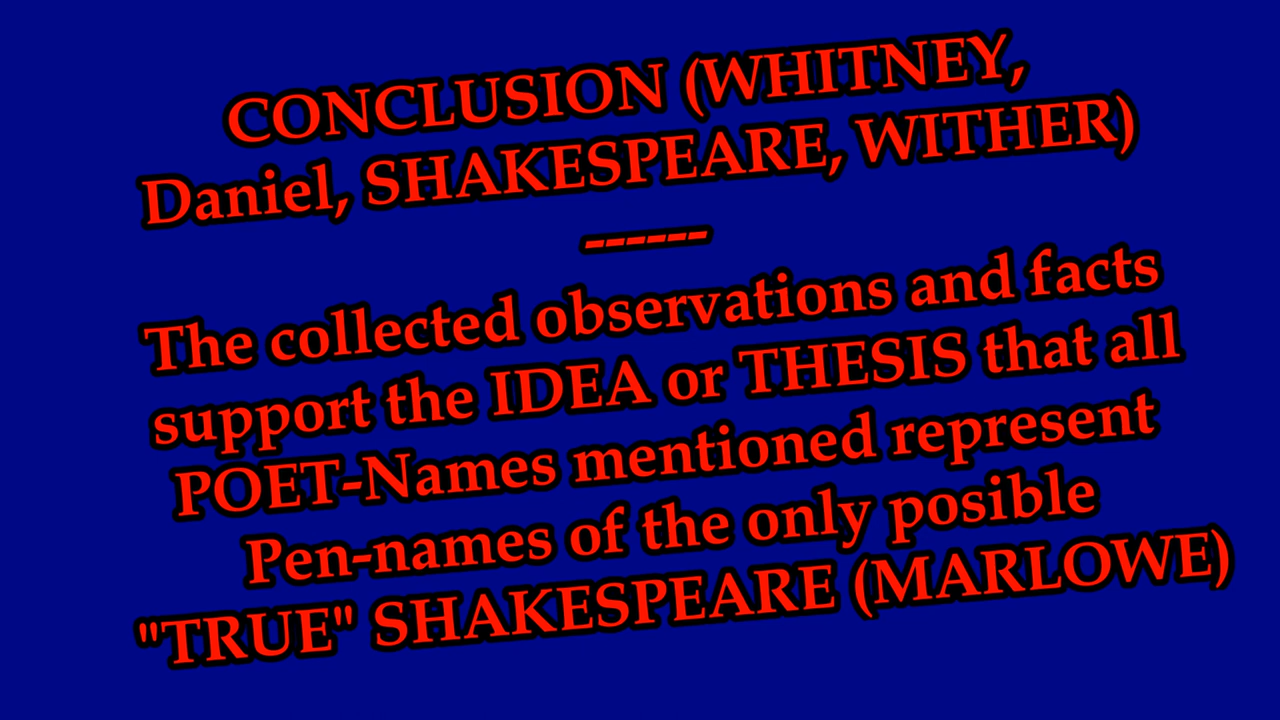 CONCLUSION (WHITNEY,
Daniel, SHAKESPEARE, WITHER)
------
The collected observations and facts
support the IDEA or THESIS that all
POET-Names mentioned represent
Pen-names of the only posible
"TRUE" SHAKESPEARE (MARLOWE)